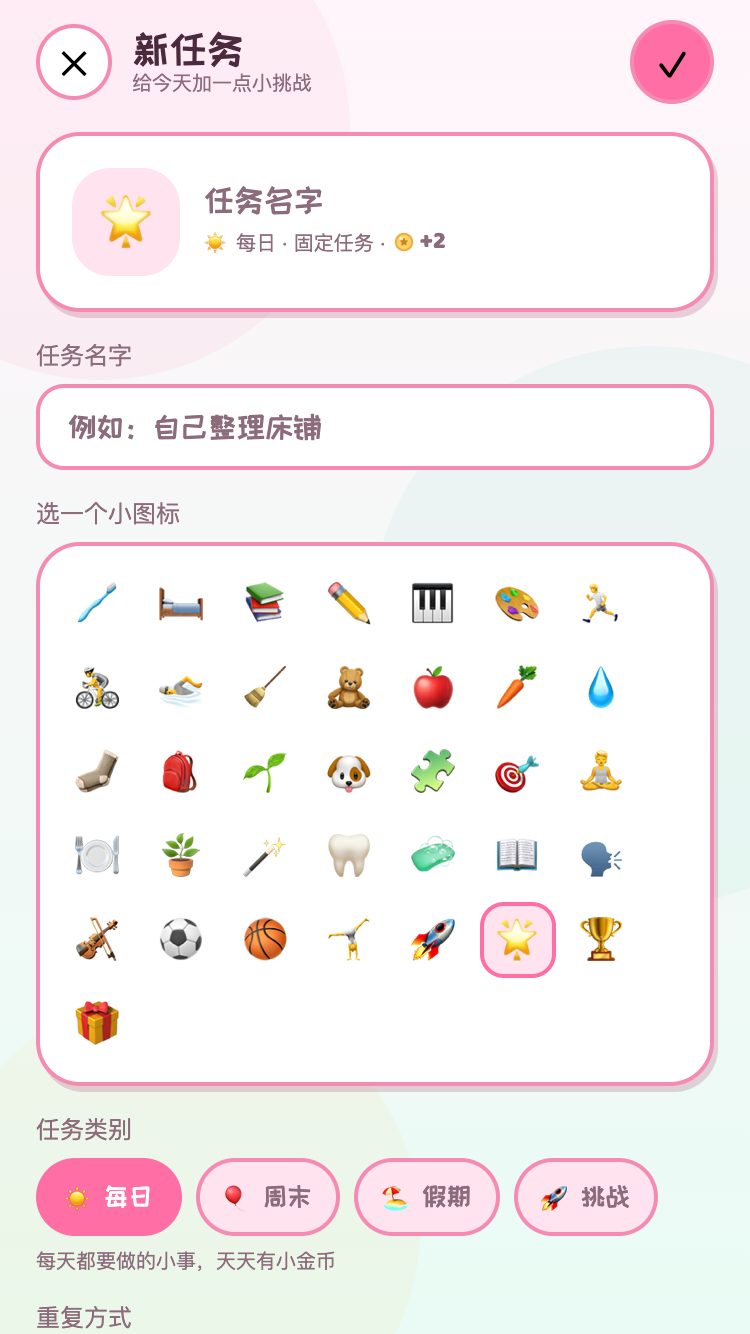 新任务
给今天加一点小挑战
任务名字
每日 · 固定任务 · +2
任务名字
例如：自己整理床铺
选一个小图标
任务类别
每日 周末 假期 挑战
每天都要做的小事，天天有小金币
重复方式